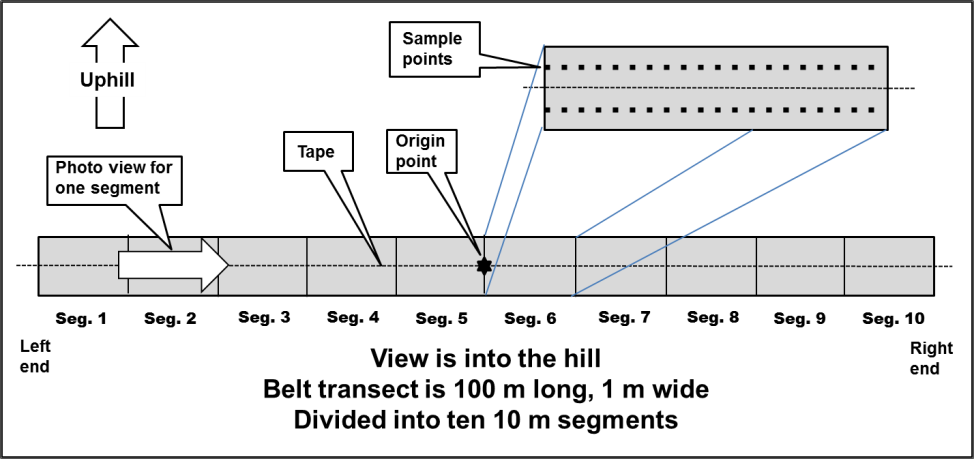 Uphill
Sample
points
Photo view for
one segment
Tape
Origin
point
Seg. 1
Seg. 2
Seg. 3
Seg. 4
Seg. 5
Seg. 6
Seg. 7
Seg. 8
Seg. 9
Seg. 10
Left
end
Right
end
View is into the hill
Belt transect is 100 m long, 1 m wide
Divided into ten 10 m segments